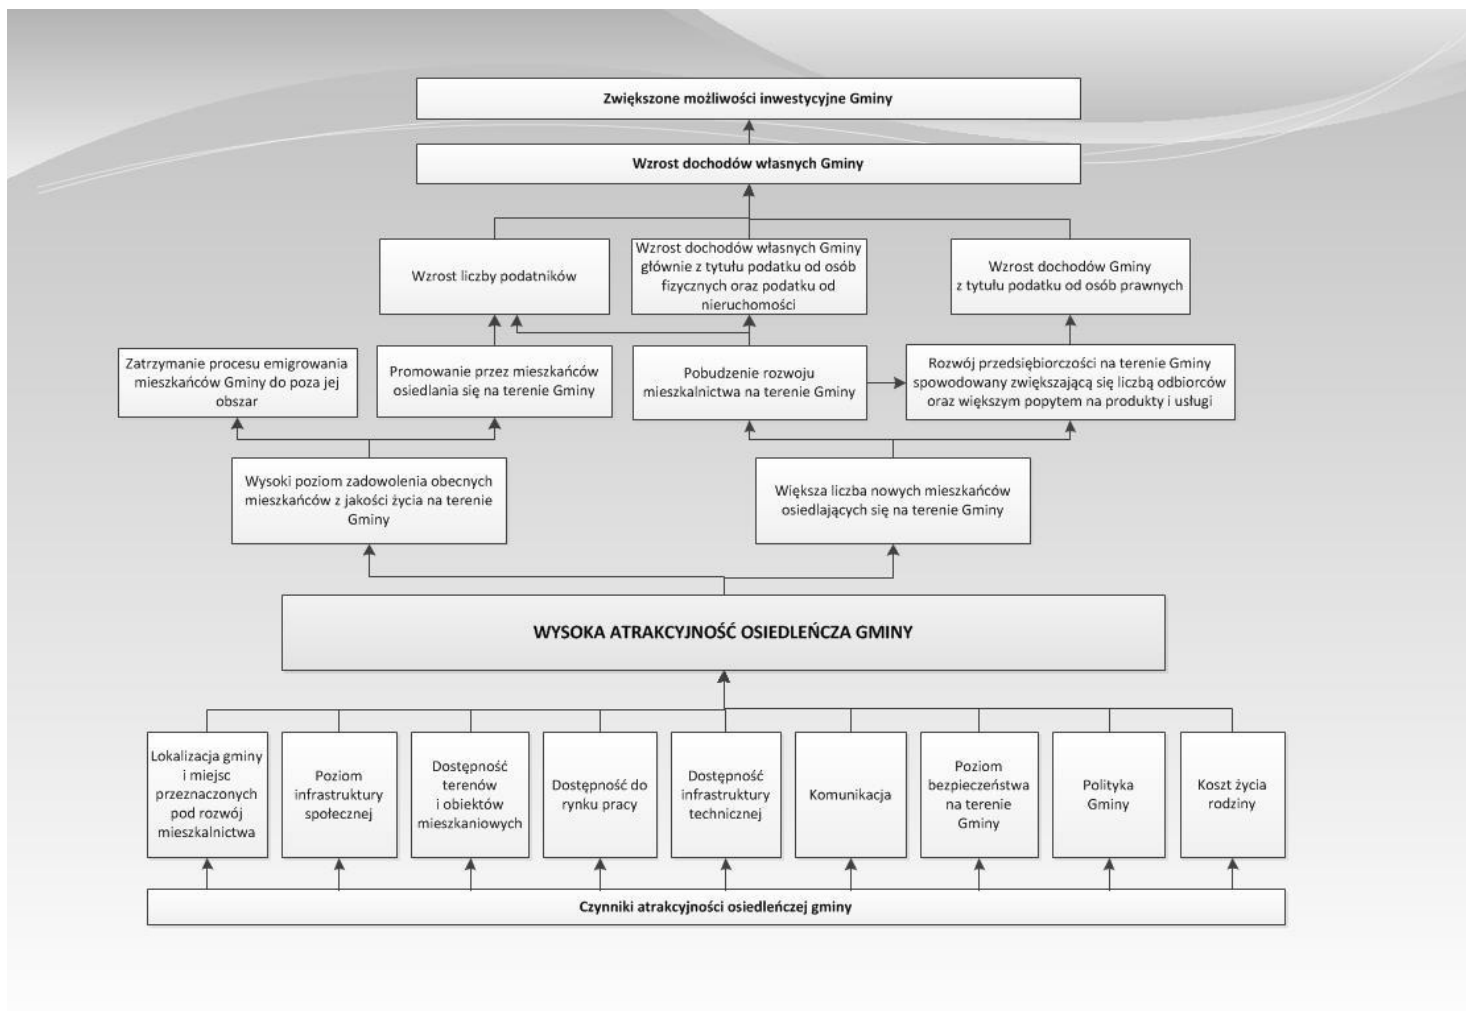 Zwiększone możliwości inwestycyjne Gminy
Wzrost dochodów własnych Gminy
Wzrost liczby podatników
Wzrost dochodów własnych Gminy
głównie z tytułu podatku od osób
fizycznych oraz podatku od
nieruchomości
Wzrost dochodów Gminy
z tytułu podatku od osób prawnych
Zatrzymanie procesu emigrowania
mieszkańców Gminy do poza jej
obszar
Promowanie przez mieszkańców
osiedlania się na terenie Gminy
Pobudzenie rozwoju
mieszkalnictwa na terenie Gminy
Rozwój przedsiębiorczości na terenie Gminy
spowodowany zwiększającą się liczbą odbiorców
oraz większym popytem na produkty i usługi
Wysoki poziom zadowolenia obecnych
mieszkańców z jakości życia na terenie
Gminy
Większa liczba nowych mieszkańców
osiedlających się na terenie Gminy
WYSOKA ATRAKCYJNOŚĆ OSIEDLEŃCZA GMINY
Lokalizacja gminy
i miejsc
przeznaczonych
pod rozwój
mieszkalnictwa
Poziom
infrastruktury
społecznej
Dostępność
terenów
i obiektów
mieszkaniowych
Dostępność do
rynku pracy
Dostępność
infrastruktury
technicznej
Komunikacja
Poziom
bezpieczeństwa
na terenie
Gminy
Polityka
Gminy
Koszt życia
rodziny
Czynniki atrakcyjności osiedleńczej gminy